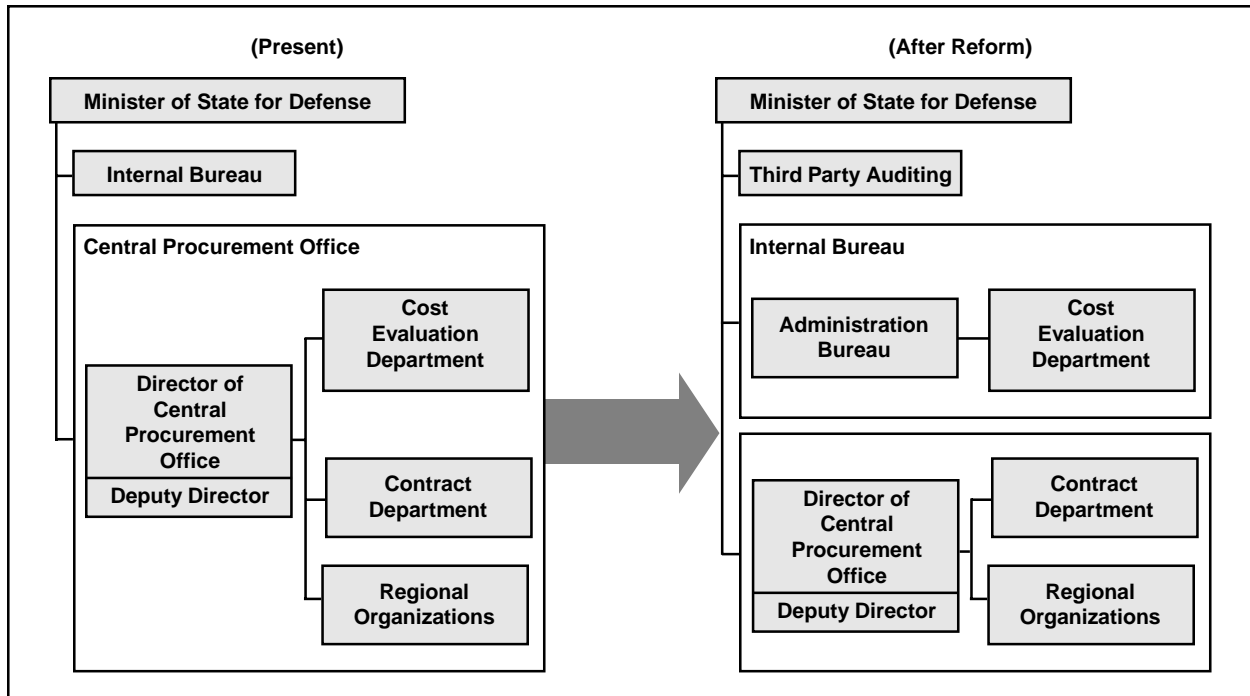 (Present)
Minister of State for Defense
Internal Bureau
Central Procurement Office
Cost
Evaluation
Department
Director of
Central
Procurement
Office
Deputy Director
Contract
Department
Regional
Organizations
(After Reform)
Minister of State for Defense
Third Party Auditing
Internal Bureau
Administration
Bureau
Cost
Evaluation
Department
Director of
Central
Procurement
Office
Deputy Director
Contract
Department
Regional
Organizations